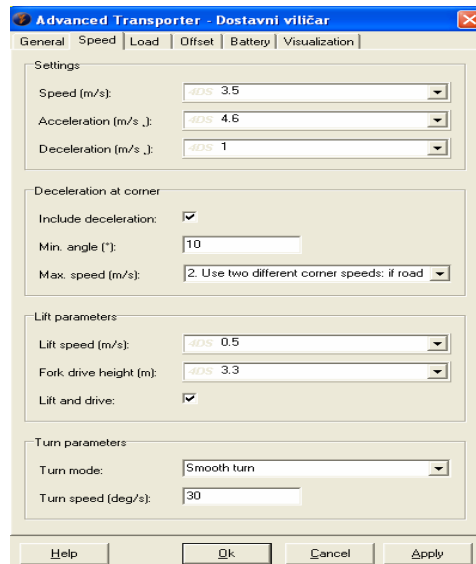 Advanced Transporter - Dostavni viličar
General Speed Load Offset Battery Visualization
Settings
Speed (m/s): 4DS 3.5
Acceleration (m/s ̡): 4DS 4.6
Deceleration (m/s ̡): 4DS 1
Deceleration at corner
Include deceleration:
Min. angle (°): 10
Max. speed (m/s): 2. Use two different corner speeds: if road
Lift parameters
Lift speed (m/s): 4DS 0.5
Fork drive height (m): 4DS 3.3
Lift and drive:
Turn parameters
Turn mode: Smooth turn
Turn speed (deg/s): 30
Help Ok Cancel Apply